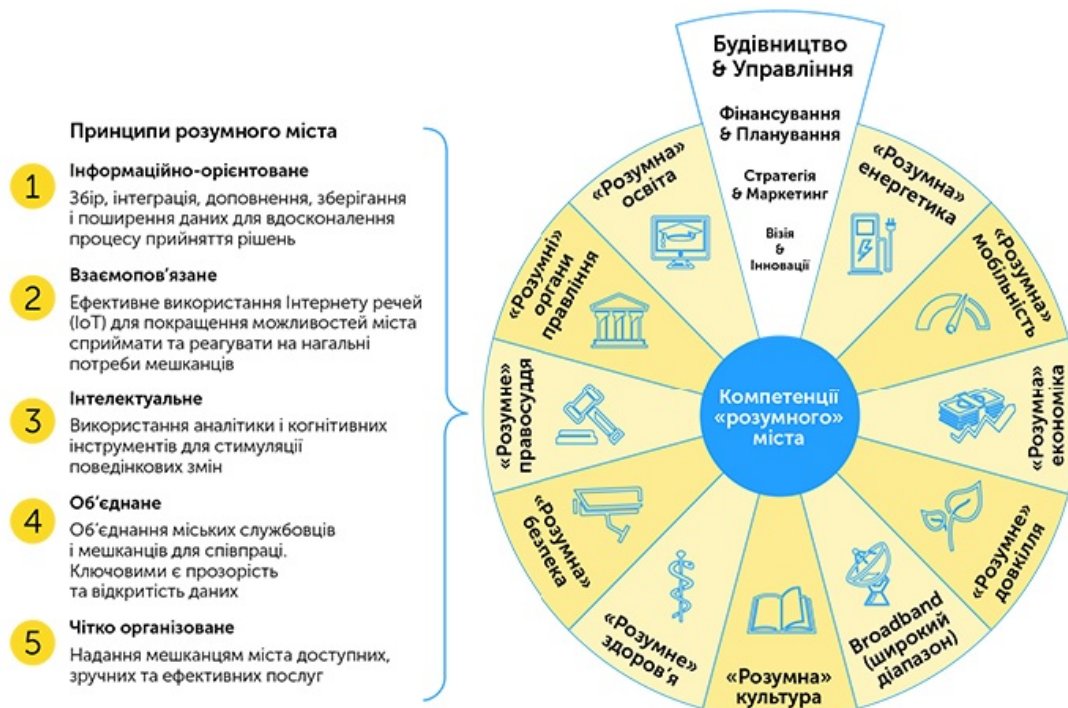 Принципи розумного міста
1
Інформаційно-орієнтоване
Збір, інтеграція, доповнення, зберігання
і поширення даних для вдосконалення
процесу прийняття рішень
2
Взаємопов'язане
Ефективне використання Інтернету речей
(IoT) для покращення можливостей міста
сприймати та реагувати на нагальні
потреби мешканців
3
Інтелектуальне
Використання аналітики і когнітивних
інструментів для стимуляції
поведінкових змін
4
Об'єднане
Об'єднання міських службовців
і мешканців для співпраці.
Ключовими є прозорість
та відкритість даних
5
Чітко організоване
Надання мешканцям міста доступних,
зручних та ефективних послуг
Будівництво
& Управління
Фінансування
& Планування
Стратегія
& Маркетинг
Візія
&
Інновації
«Розумна»
енергетика
«Розумна»
мобільність
«Розумна»
економіка
«Розумне»
довкілля
Broadband
(широкий
діапазон)
«Розумна»
культура
«Розумне»
здоров'я
«Розумна»
безпека
«Розумне»
правосуддя
«Розумні»
органи
правління
«Розумна»
освіта
Компетенції
«розумного»
міста